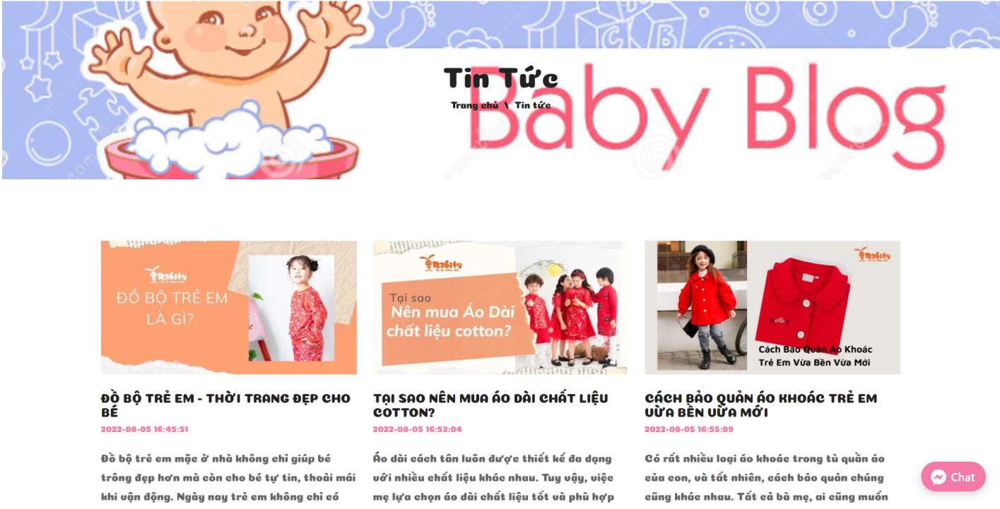 Tin Tức
Baby Blog
Trang chủ \ Tin tức
Rabity
ĐỒ BỘ TRẺ EM
LÀ GÌ?
Rabity
Tại sao
Nên mua Áo Dài
chất liệu cotton?
Rabity
Cách Bảo Quản Áo Khoác
Trẻ Em Vừa Bền Vừa Mới
ĐỒ BỘ TRẺ EM - THỜI TRANG ĐẸP CHO
BÉ
2022-08-05 16:45:51
Đồ bộ trẻ em mặc ở nhà không chỉ giúp bé
trông đẹp hơn mà còn cho bé tự tin, thoải mái
khi vận động. Ngày nay trẻ em không chỉ có
TẠI SAO NÊN MUA ÁO DÀI CHẤT LIỆU
COTTON?
2022-08-05 16:53:04
Áo dài cách tân luôn được thiết kế đa dạng
với nhiều chất liệu khác nhau. Tuy vậy, việc
mẹ lựa chọn áo dài chất liệu tốt và phù hợp
CÁCH BẢO QUẢN ÁO KHOÁC TRẺ EM
VỪA BỀN VỪA MỚI
2022-08-05 16:55:09
Có rất nhiều loại áo khoác trong tủ quần áo
của con, và tất nhiên, cách bảo quản chúng
cũng khác nhau. Tất cả bà mẹ, ai cũng muốn
Chat